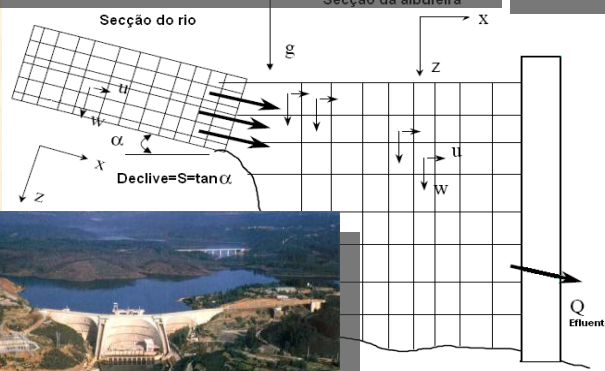 Secção da albufeira
Secção do rio
x
g
z
u
w
α
x
Declive=S=tanα
z
u
w
Q
Efluent